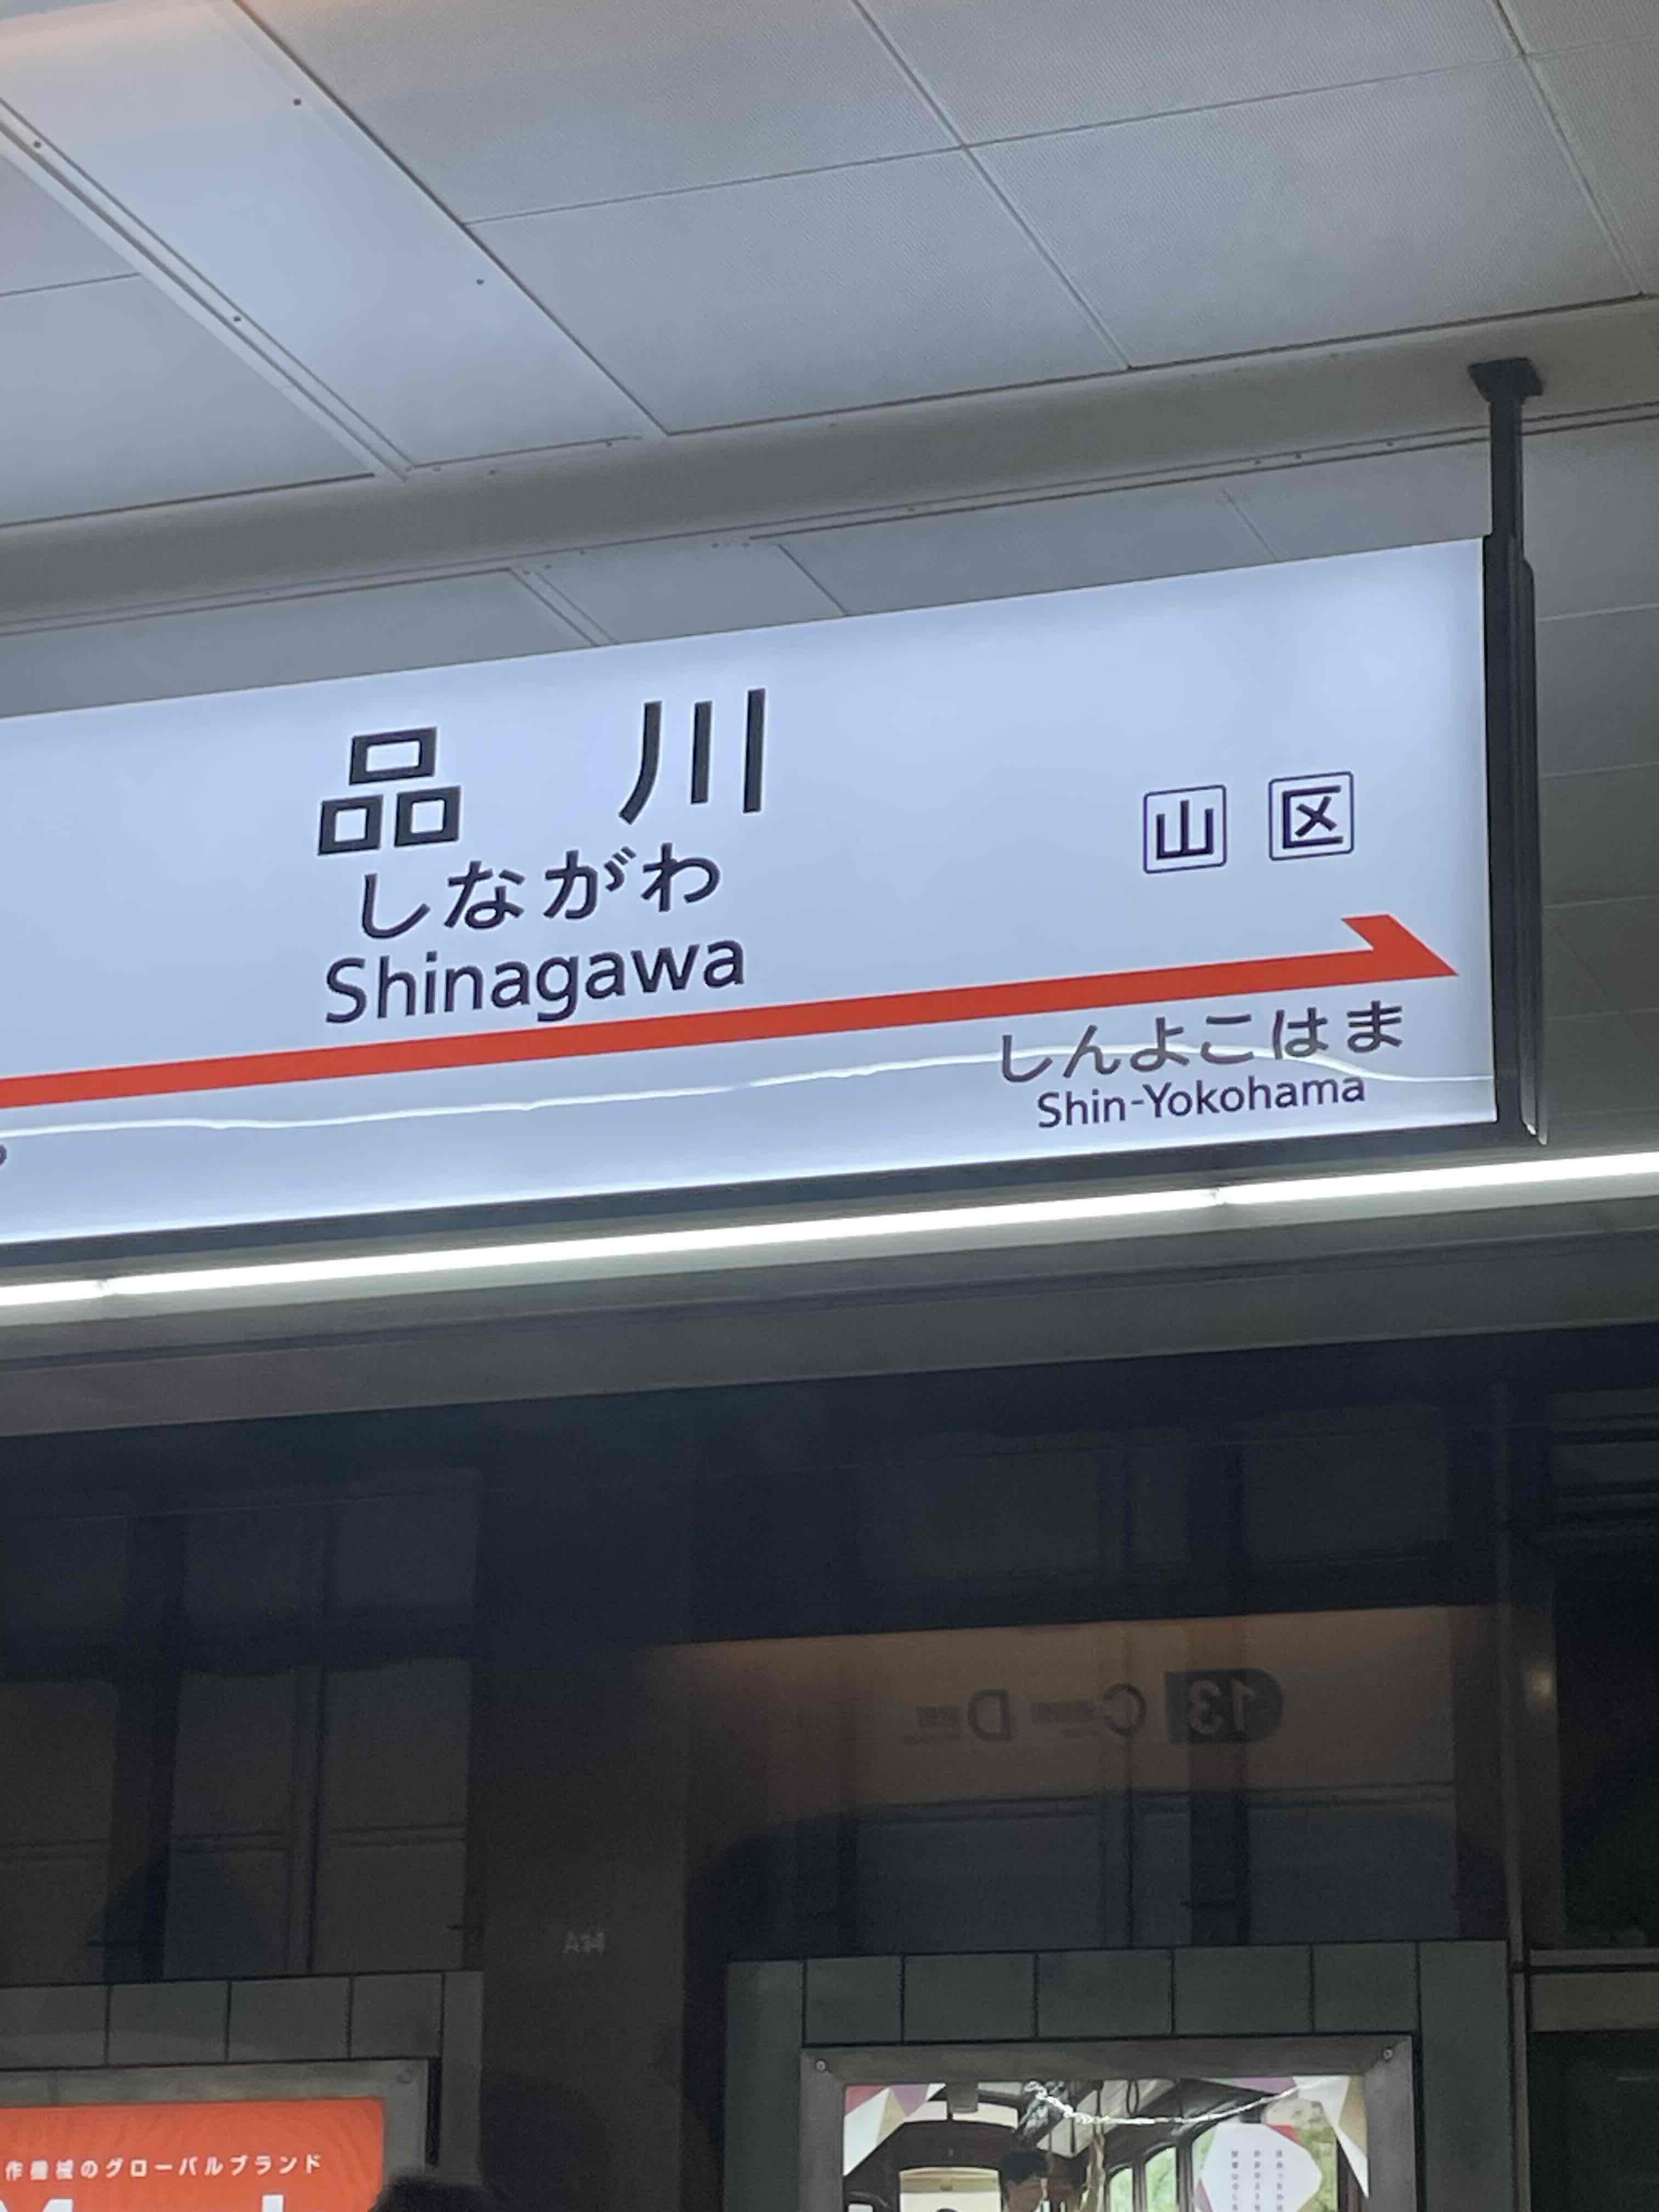 品川
山 区
しながわ
Shinagawa
しんよこはま
Shin-Yokohama
13 C D
A14
作機械のグローバルブランド